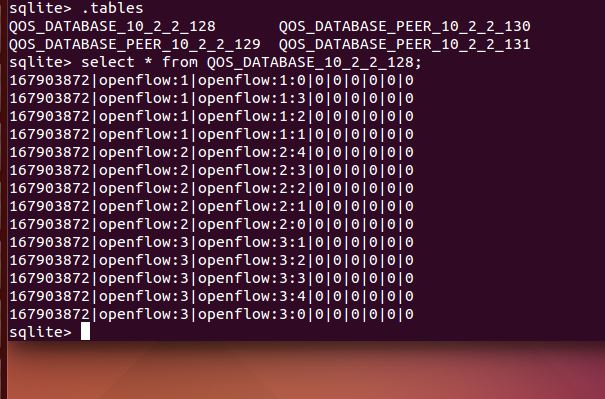 sqlite> .tables
QOS_DATABASE_10_2_2_128       QOS_DATABASE_PEER_10_2_2_130
QOS_DATABASE_PEER_10_2_2_129  QOS_DATABASE_PEER_10_2_2_131
sqlite> select * from QOS_DATABASE_10_2_2_128;
167903872|openflow:1|openflow:1:0|0|0|0|0|0|0
167903872|openflow:1|openflow:1:3|0|0|0|0|0|0
167903872|openflow:1|openflow:1:2|0|0|0|0|0|0
167903872|openflow:1|openflow:1:1|0|0|0|0|0|0
167903872|openflow:2|openflow:2:4|0|0|0|0|0|0
167903872|openflow:2|openflow:2:3|0|0|0|0|0|0
167903872|openflow:2|openflow:2:2|0|0|0|0|0|0
167903872|openflow:2|openflow:2:1|0|0|0|0|0|0
167903872|openflow:2|openflow:2:0|0|0|0|0|0|0
167903872|openflow:3|openflow:3:1|0|0|0|0|0|0
167903872|openflow:3|openflow:3:2|0|0|0|0|0|0
167903872|openflow:3|openflow:3:3|0|0|0|0|0|0
167903872|openflow:3|openflow:3:4|0|0|0|0|0|0
167903872|openflow:3|openflow:3:0|0|0|0|0|0|0
sqlite>